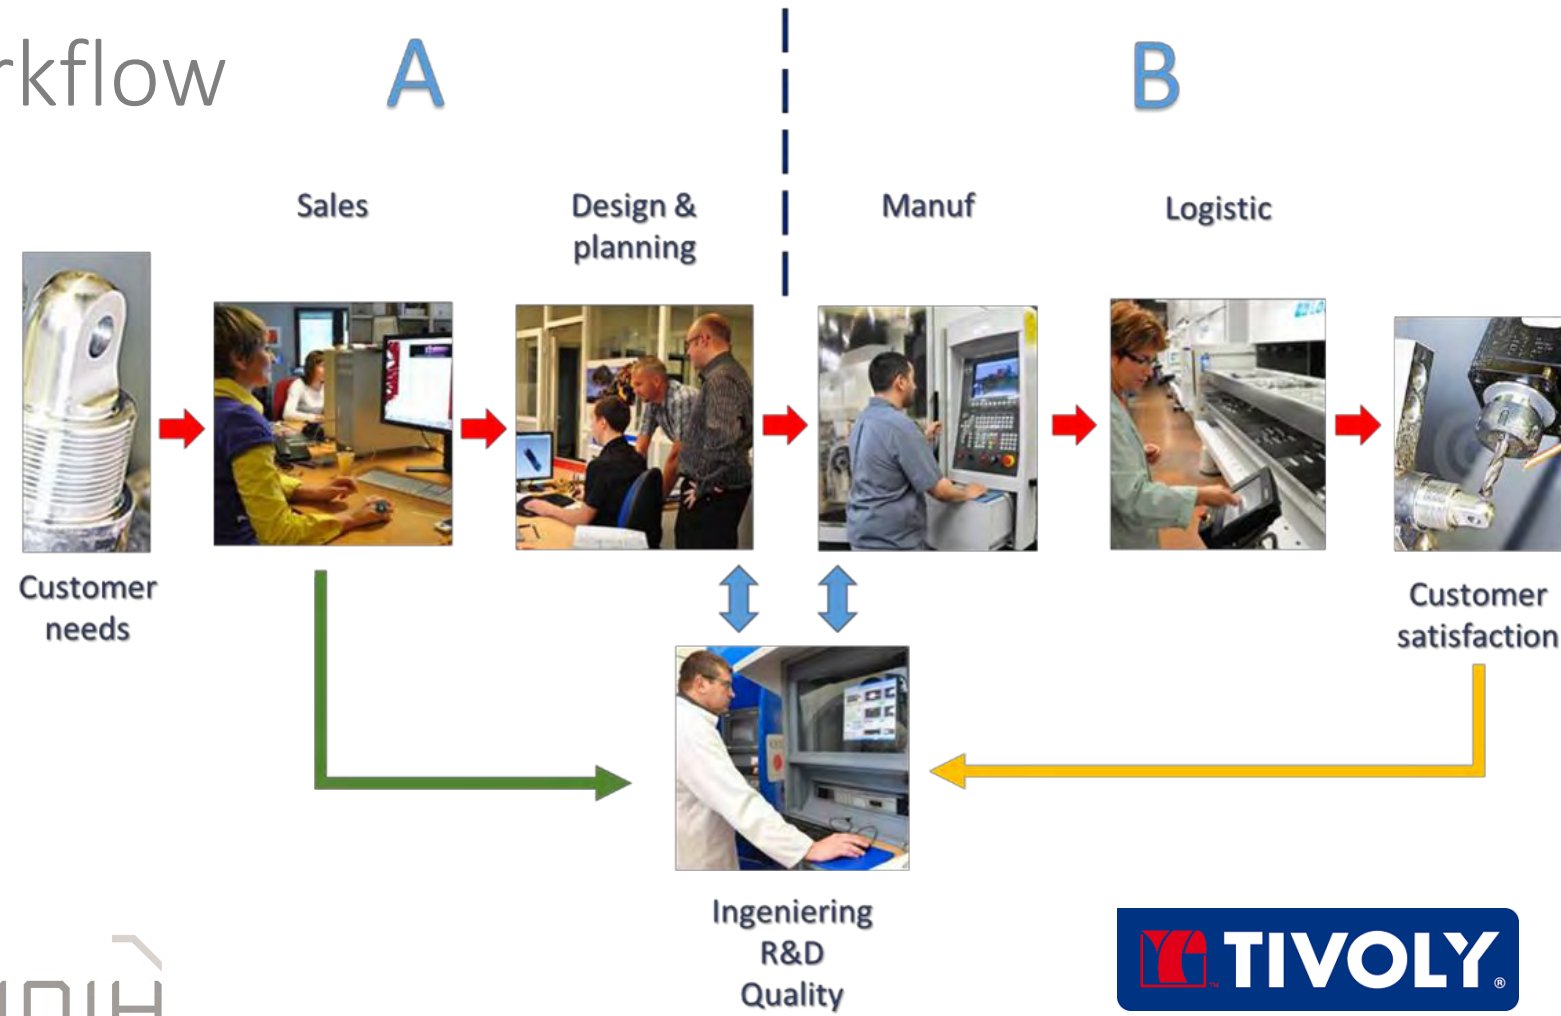 rkflow
A
B
Sales
Design &
planning
Manuf
Logistic
Customer
needs
Customer
satisfaction
Ingeniering
R&D
Quality
TIVOLY®